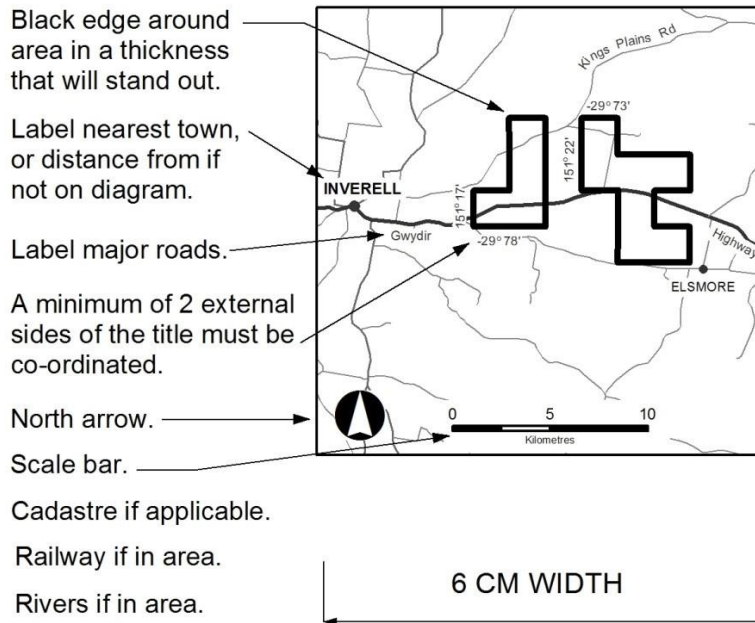 Black edge around
area in a thickness
that will stand out.
Label nearest town,
or distance from if
not on diagram.
Label major roads.
A minimum of 2 external
sides of the title must be
co-ordinated.
North arrow.
Scale bar.
Cadastre if applicable.
Railway if in area.
Rivers if in area.
Kings Plains Rd
-29° 73'
151° 22'
INVERELL
151° 17'
Gwydir
-29° 78'
Highway
ELSMORE
0 5 10
Kilometres
6 CM WIDTH